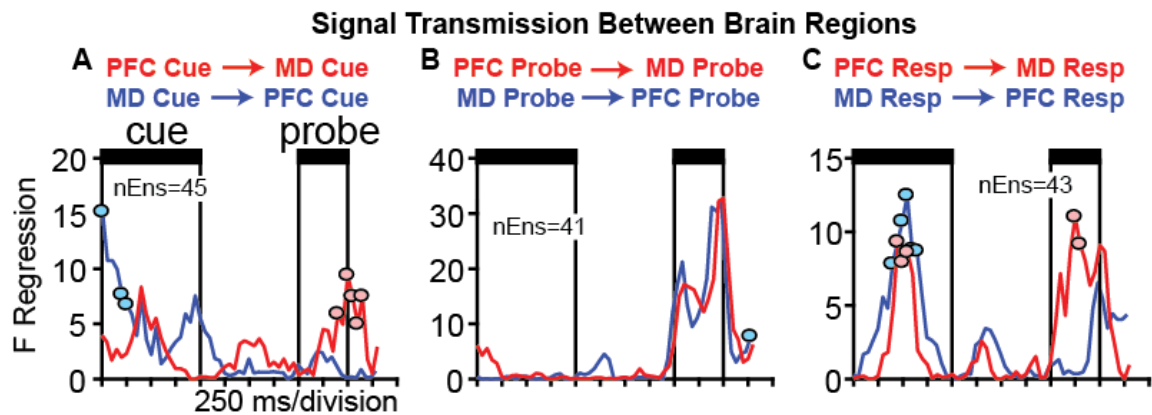 Signal Transmission Between Brain Regions
A
PFC Cue → MD Cue
MD Cue → PFC Cue
B
PFC Probe → MD Probe
MD Probe → PFC Probe
C
PFC Resp → MD Resp
MD Resp → PFC Resp
cue
probe
F Regression
20
15
10
5
0
nEns=45
250 ms/division
40
30
20
10
0
nEns=41
15
10
5
0
nEns=43